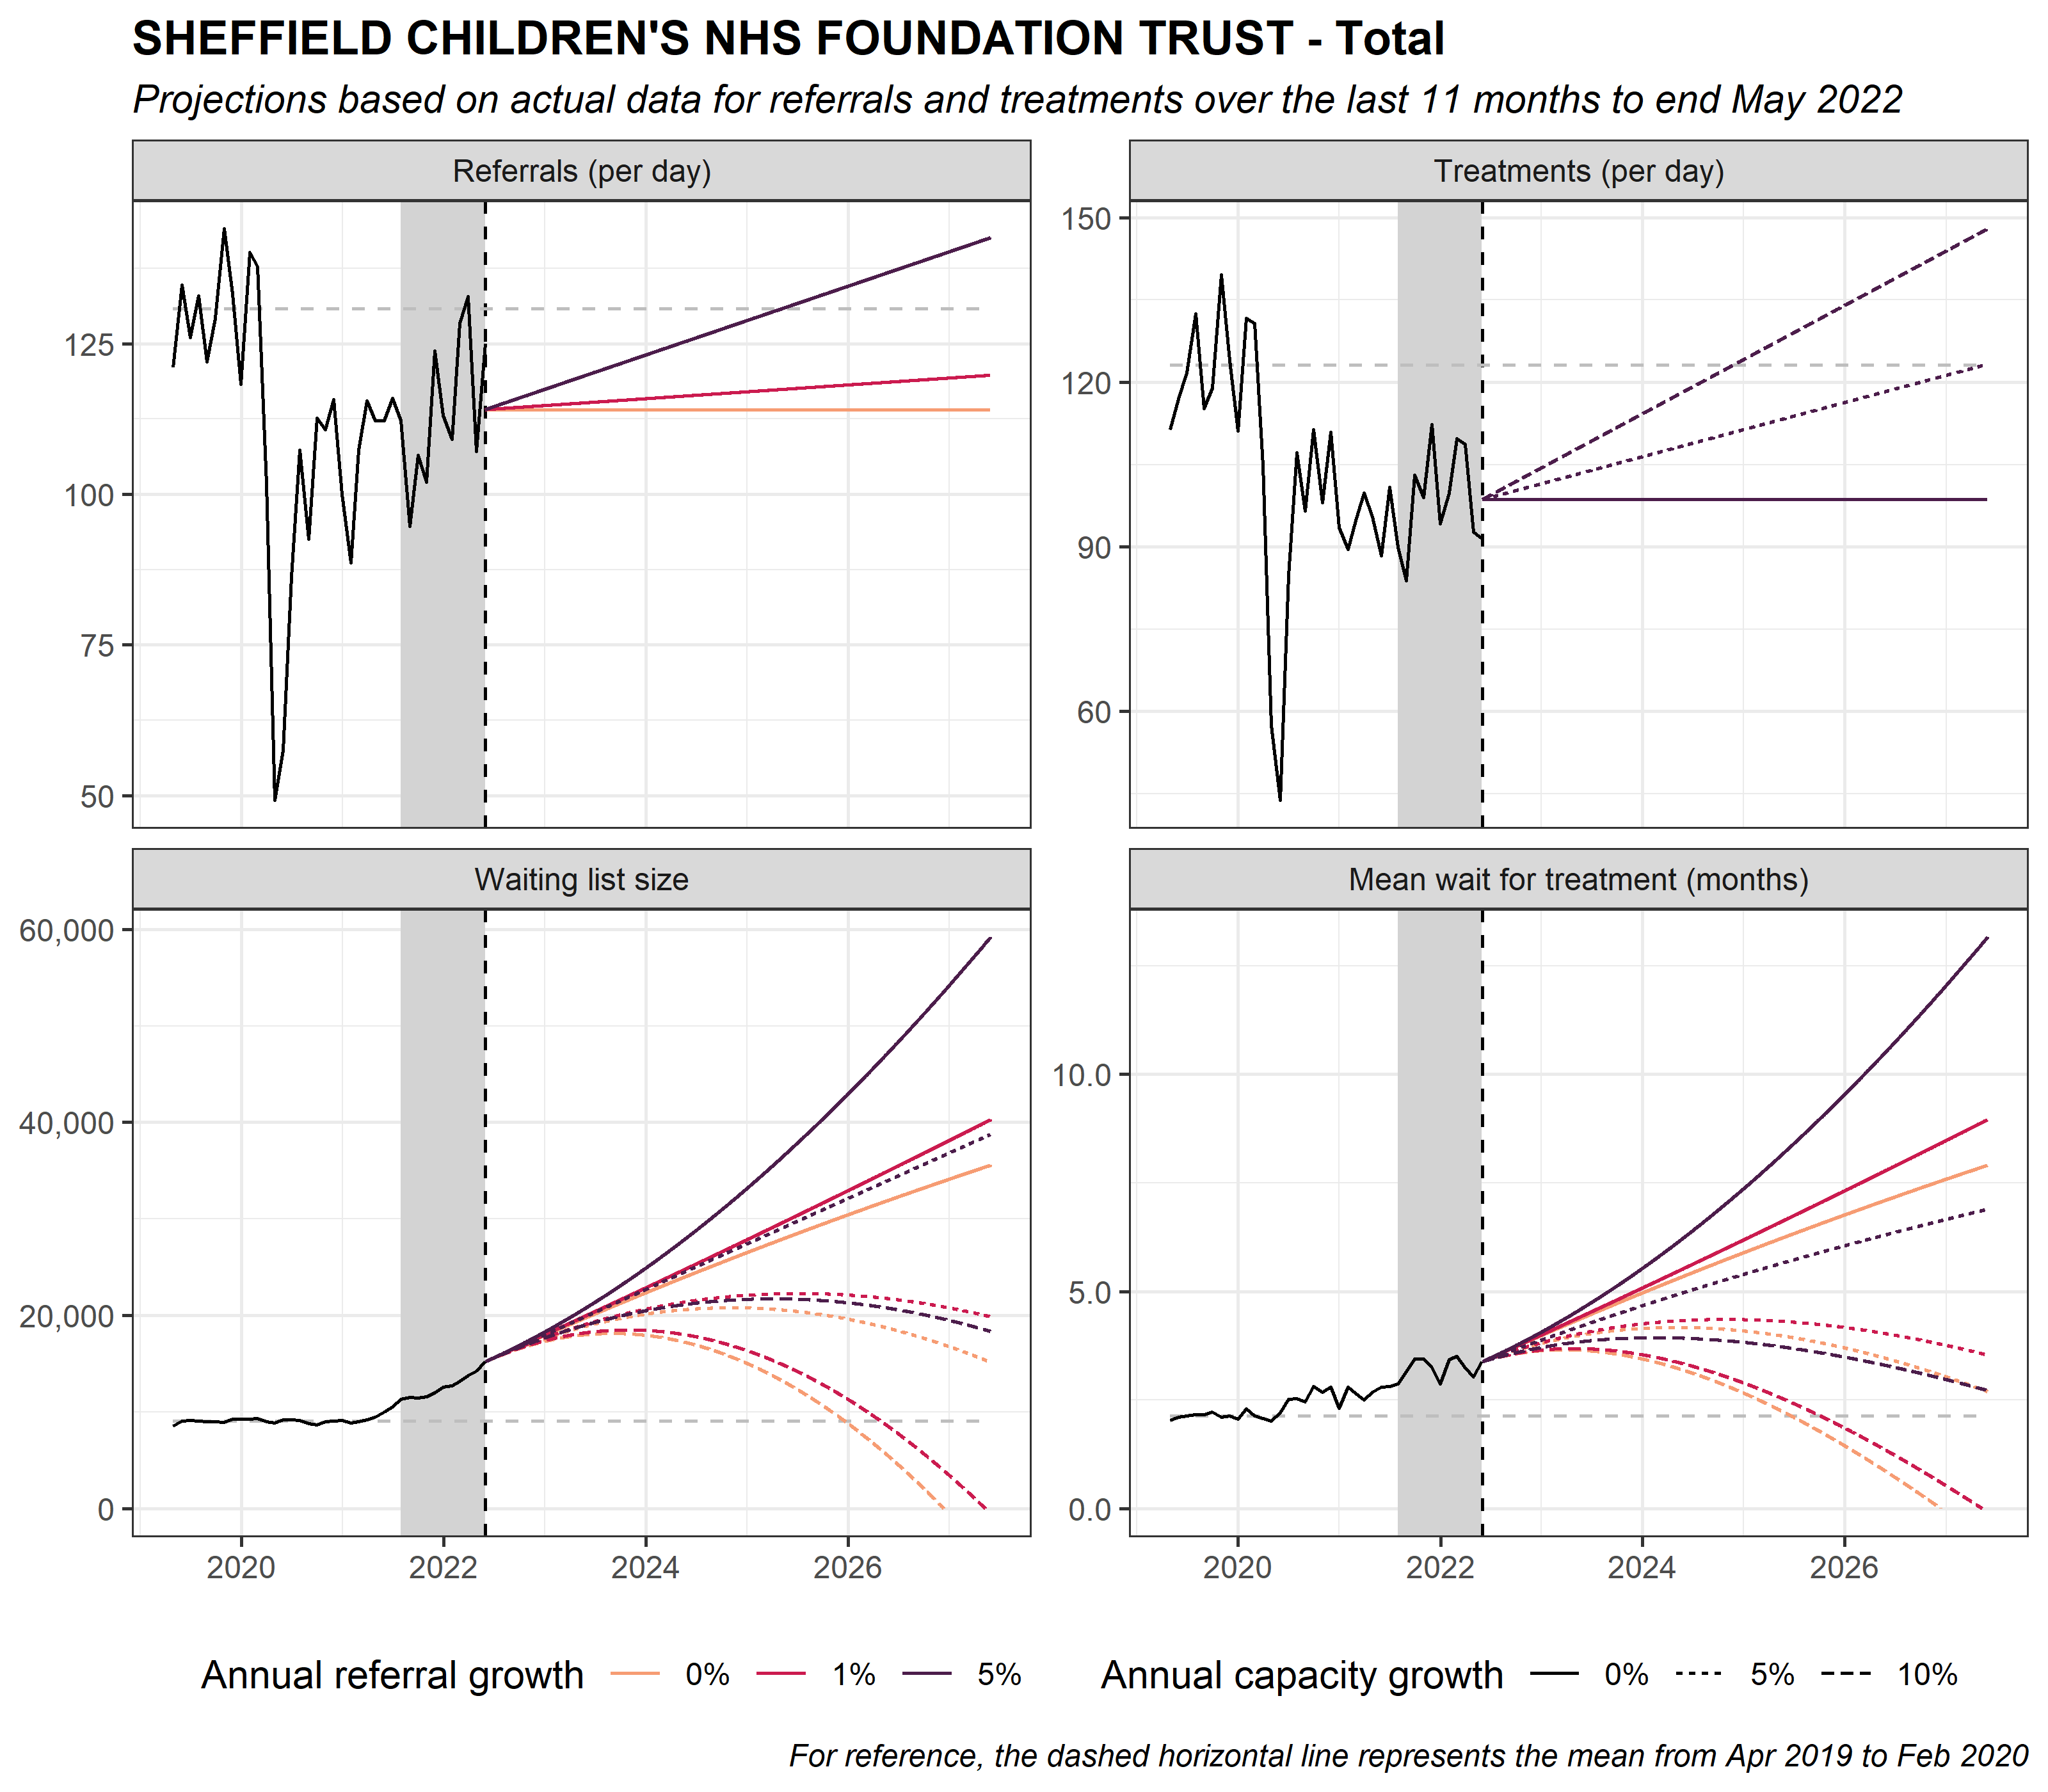 SHEFFIELD CHILDREN'S NHS FOUNDATION TRUST - Total
Projections based on actual data for referrals and treatments over the last 11 months to end May 2022
Referrals (per day)
125
100
75
50
Treatments (per day)
150
120
90
60
Waiting list size
60,000
40,000
20,000
0
2020 2022 2024 2026
Mean wait for treatment (months)
10.0
5.0
0.0
2020 2022 2024 2026
Annual referral growth 0% 1% 5%
Annual capacity growth 0% 5% 10%
For reference, the dashed horizontal line represents the mean from Apr 2019 to Feb 2020